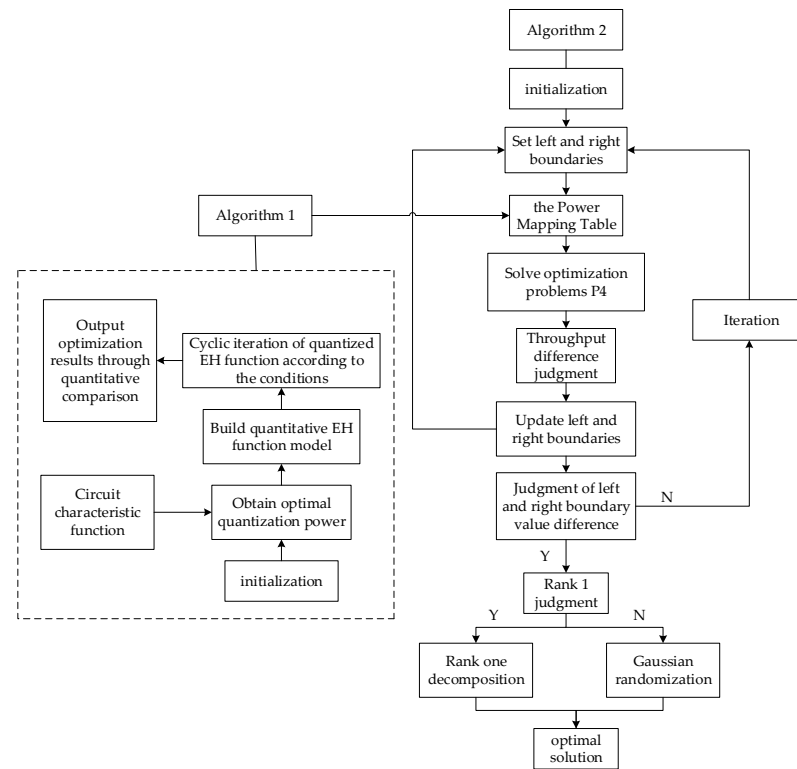 Algorithm 2
initialization
Set left and right
boundaries
Algorithm 1
the Power
Mapping Table
Solve optimization
problems P4
Iteration
Throughput
difference
judgment
Update left and
right boundaries
Judgment of left
and right boundary
value difference
N
Y
Rank 1
judgment
Y
N
Rank one
decomposition
Gaussian
randomization
optimal
solution
Output
optimization
results through
quantitative
comparison
Cyclic iteration of quantized
EH function according to
the conditions
Build quantitative EH
function model
Circuit
characteristic
function
Obtain optimal
quantization power
initialization